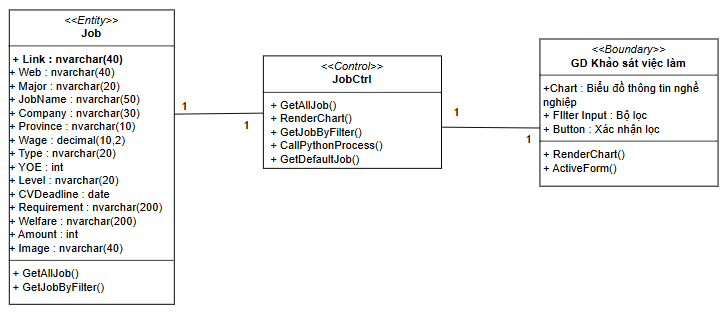 <<Entity>>
Job
+ Link : nvarchar(40)
+ Web : nvarchar(40)
+ Major : nvarchar(20)
+ JobName : nvarchar(50)
+ Company : nvarchar(30)
+ Province : nvarchar(10)
+ Wage : decimal(10,2)
+ Type : nvarchar(20)
+ YOE : int
+ Level : nvarchar(20)
+ CVDeadline : date
+ Requirement : nvarchar(200)
+ Welfare : nvarchar(200)
+ Amount : int
+ Image : nvarchar(40)
+ GetAllJob()
+ GetJobByFilter()
1
1
<<Control>>
JobCtrl
+ GetAllJob()
+ RenderChart()
+ GetJobByFilter()
+ CallPythonProcess()
+ GetDefaultJob()
1
1
<<Boundary>>
GD Khảo sát việc làm
+Chart : Biểu đồ thông tin nghề
nghiệp
+ FIlter Input : Bộ lọc
+ Button : Xác nhận lọc
+ RenderChart()
+ ActiveForm()